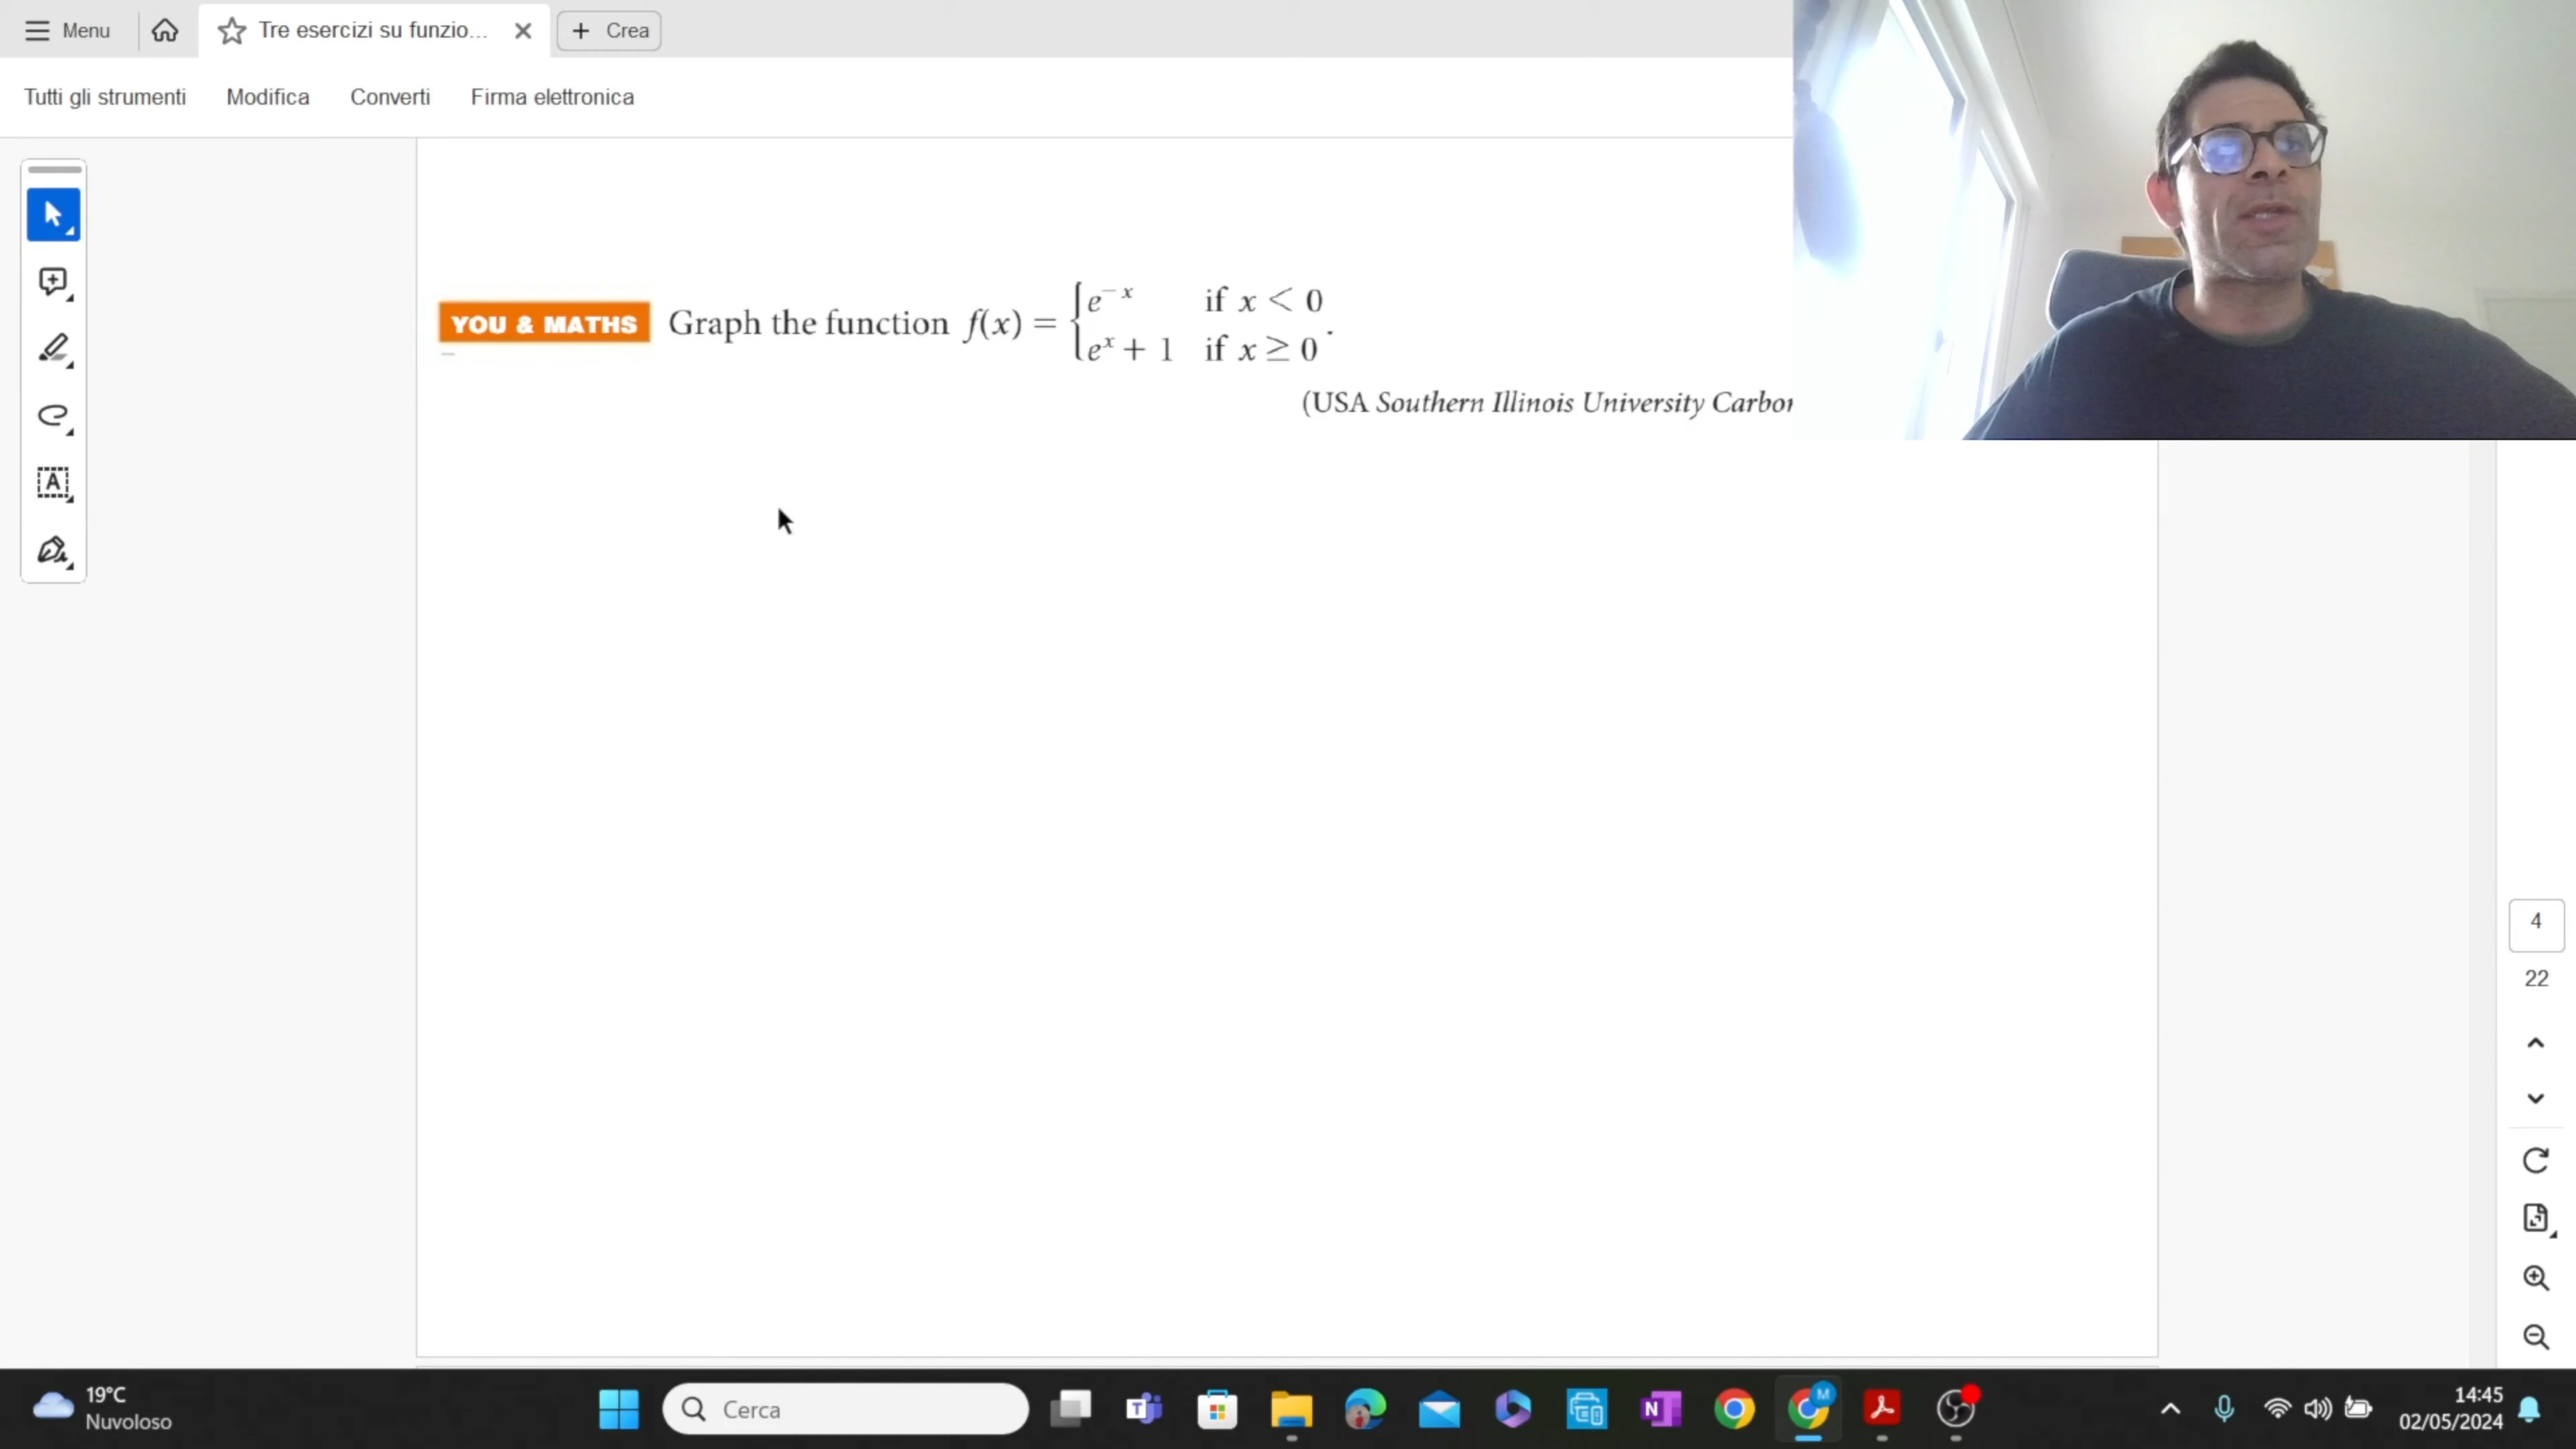 Menu
Tre esercizi su funzio...
Crea
Tutti gli strumenti
Modifica
Converti
Firma elettronica
YOU & MATHS Graph the function f(x) = { e^{-x} if x < 0
e^x + 1 if x ≥ 0 .
(USA Southern Illinois University Carbon
4
22
19°C
Nuvoloso
Cerca
14:45
02/05/2024